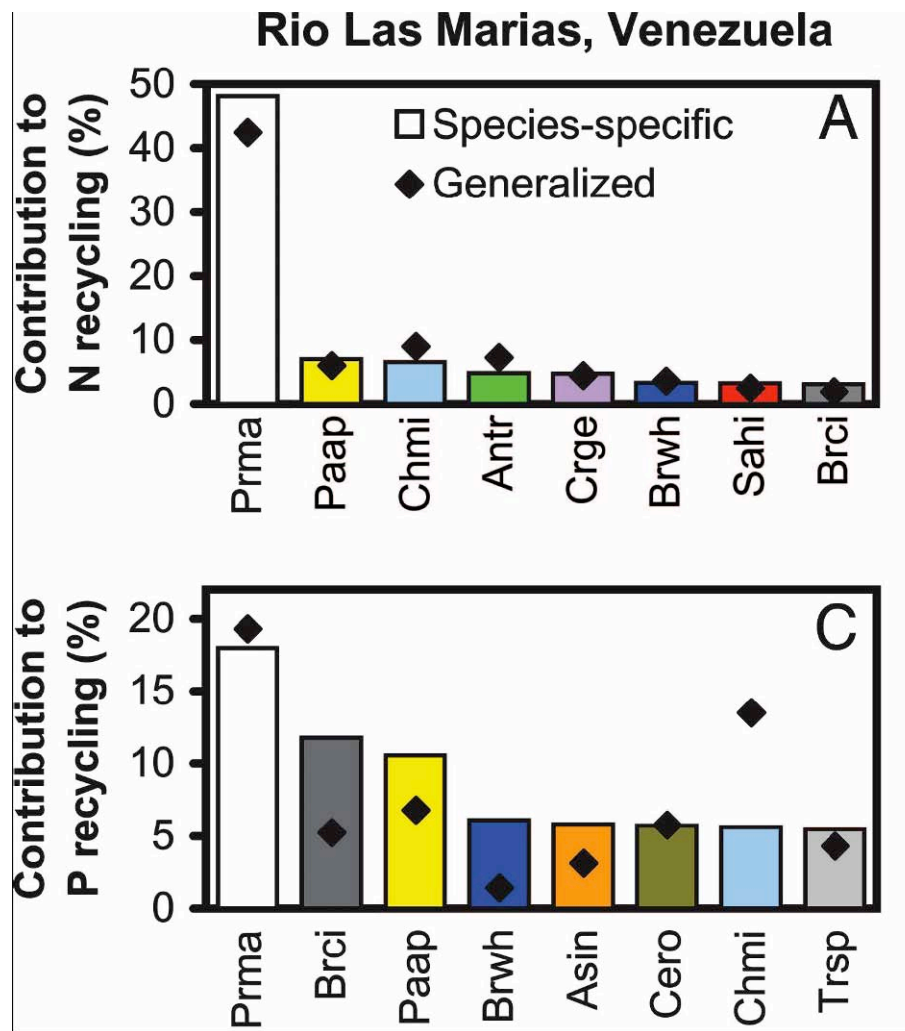 Rio Las Marias, Venezuela
Contribution to
N recycling (%)
50
40
30
20
10
0
Species-specific
Generalized
A
Prma
Paap
Chmi
Antr
Crge
Brwh
Sahi
Brci
Contribution to
P recycling (%)
20
15
10
5
0
C
Prma
Brci
Paap
Brwh
Asin
Cero
Chmi
Trsp